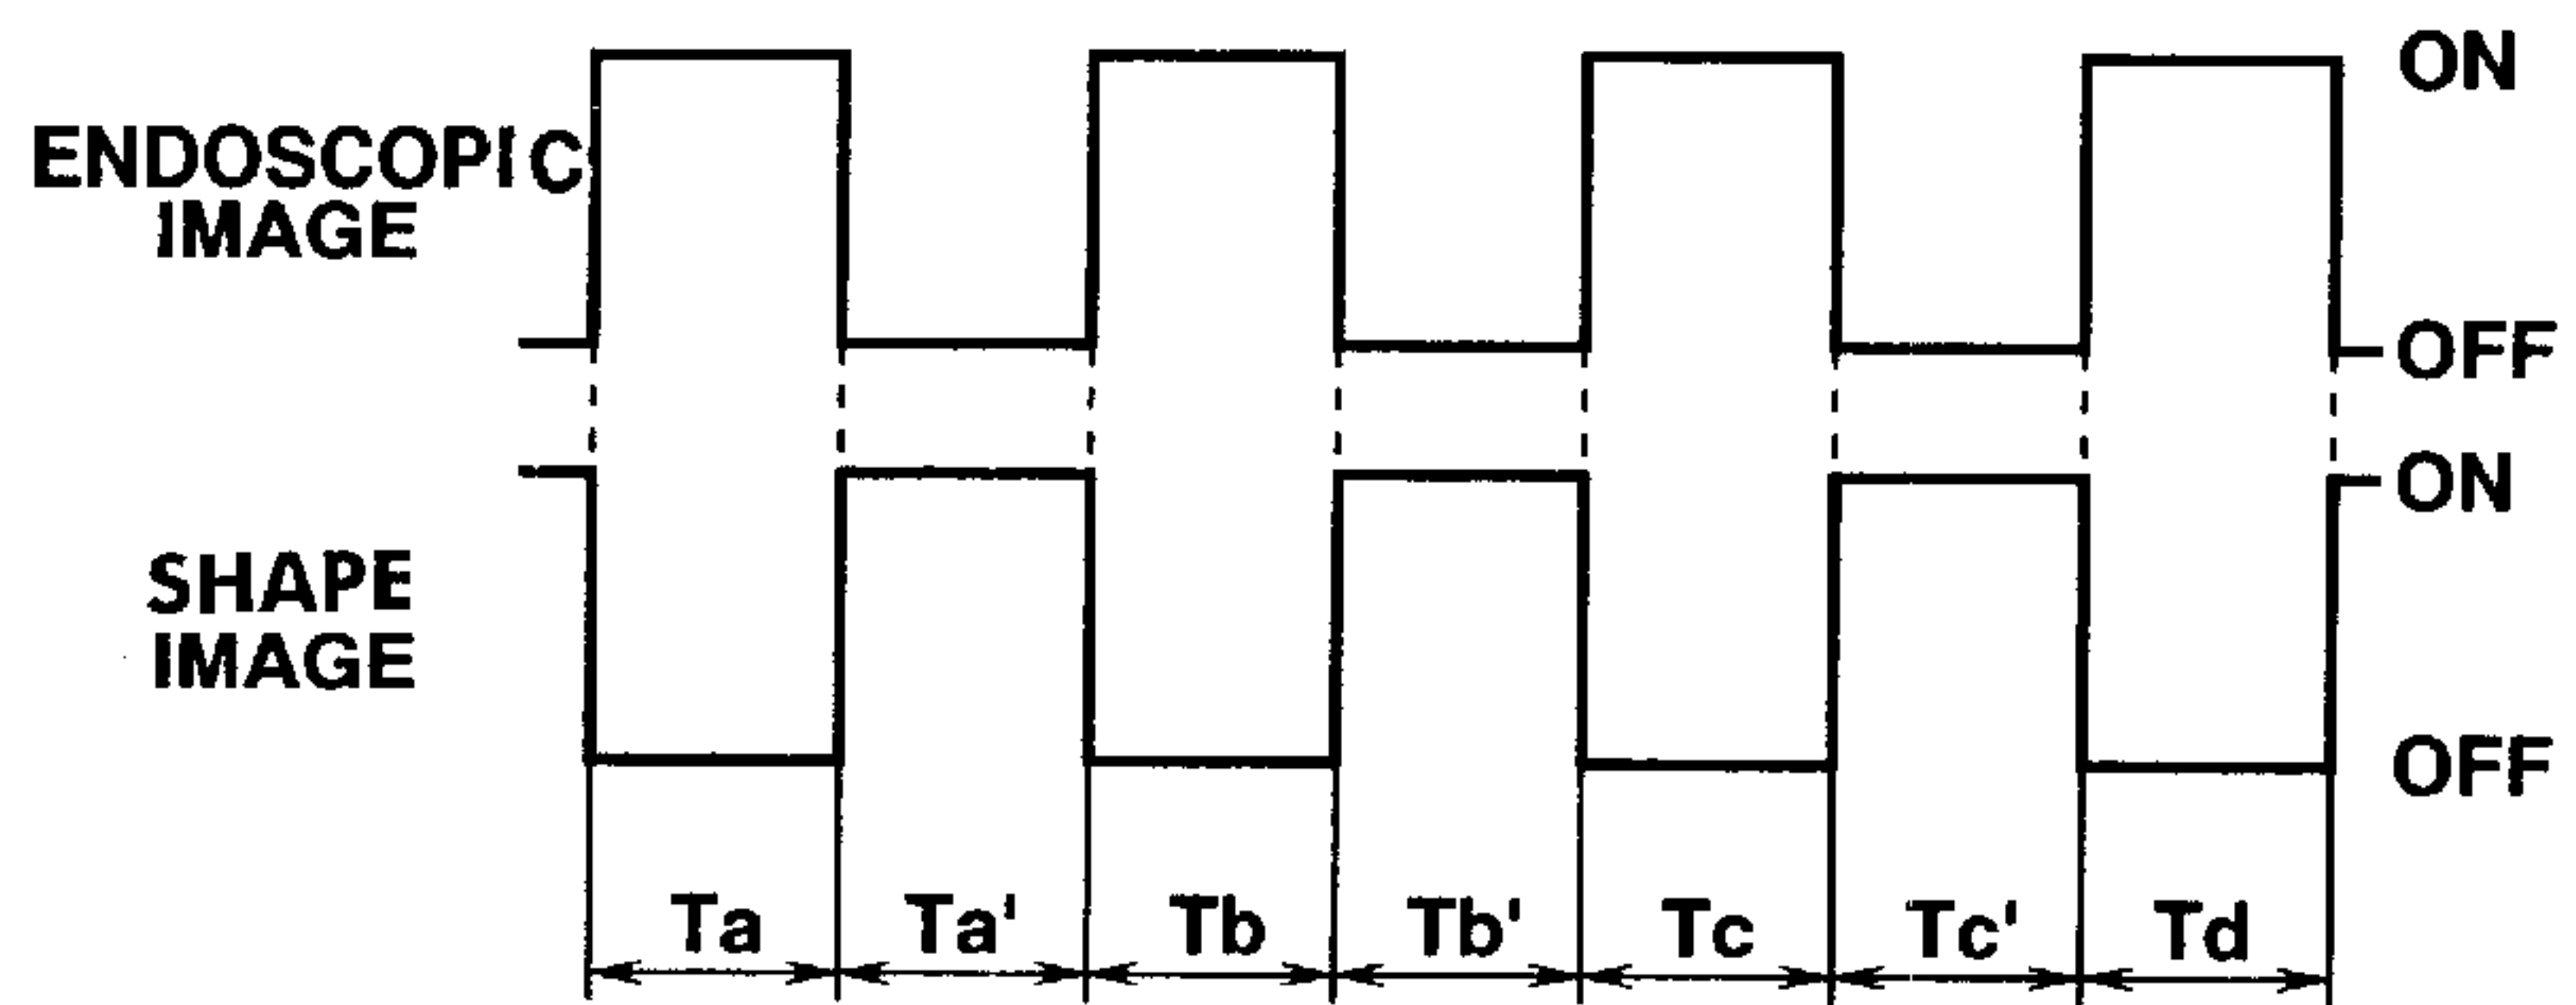 ENDOSCOPIC
IMAGE
ON
OFF
SHAPE
IMAGE
ON
OFF
Ta Ta' Tb Tb' Tc Tc' Td